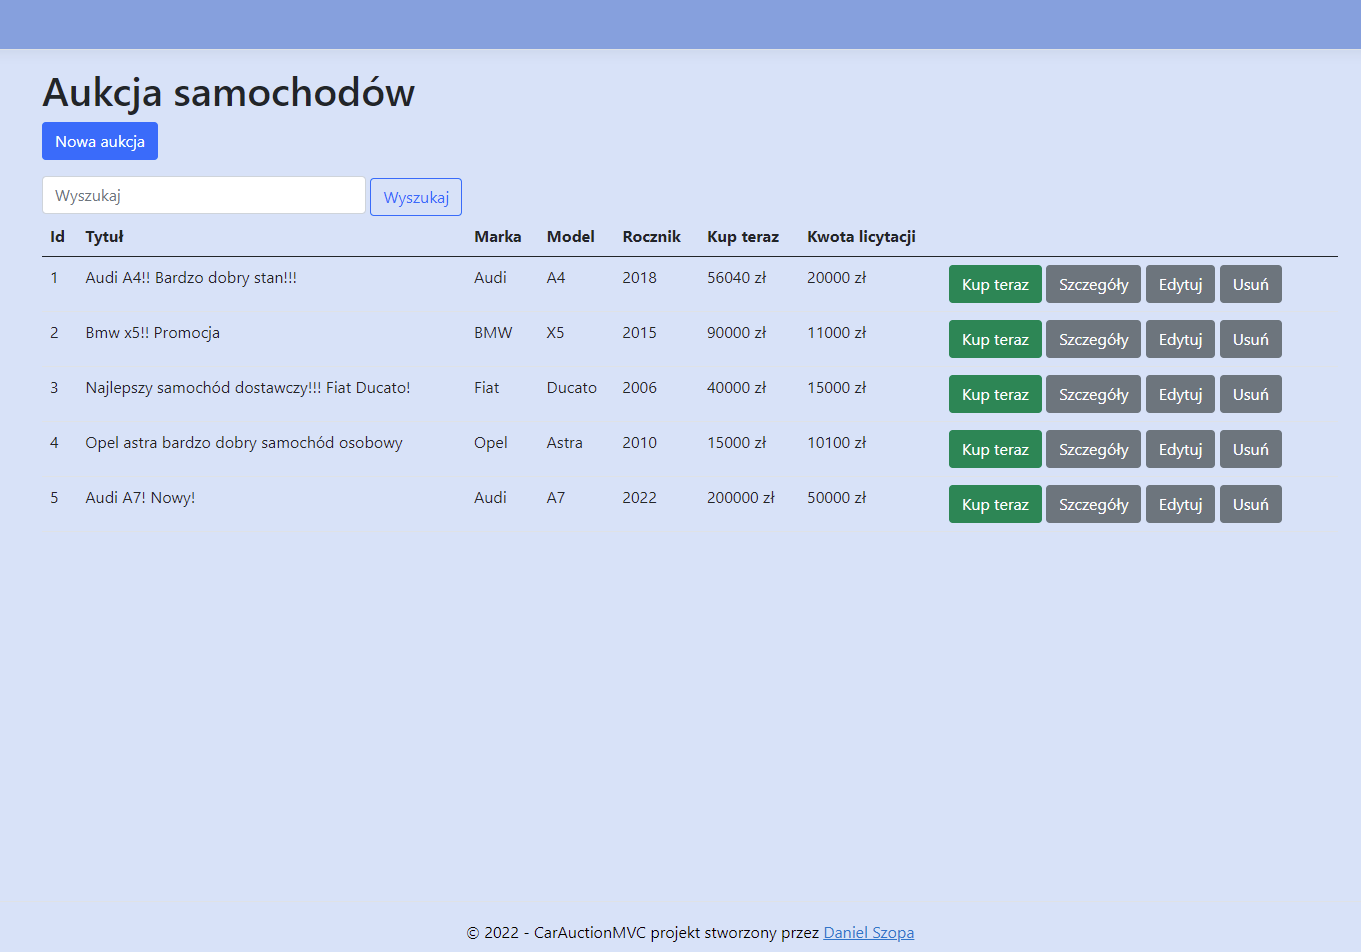 Aukcja samochodów
Nowa aukcja
Wyszukaj Wyszukaj
Id Tytuł Marka Model Rocznik Kup teraz Kwota licytacji
1 Audi A4!! Bardzo dobry stan!!! Audi A4 2018 56040 zł 20000 zł Kup teraz Szczegóły Edytuj Usuń
2 Bmw x5!! Promocja BMW X5 2015 90000 zł 11000 zł Kup teraz Szczegóły Edytuj Usuń
3 Najlepszy samochód dostawczy!!! Fiat Ducato! Fiat Ducato 2006 40000 zł 15000 zł Kup teraz Szczegóły Edytuj Usuń
4 Opel astra bardzo dobry samochód osobowy Opel Astra 2010 15000 zł 10100 zł Kup teraz Szczegóły Edytuj Usuń
5 Audi A7! Nowy! Audi A7 2022 200000 zł 50000 zł Kup teraz Szczegóły Edytuj Usuń
© 2022 - CarAuctionMVC projekt stworzony przez Daniel Szopa